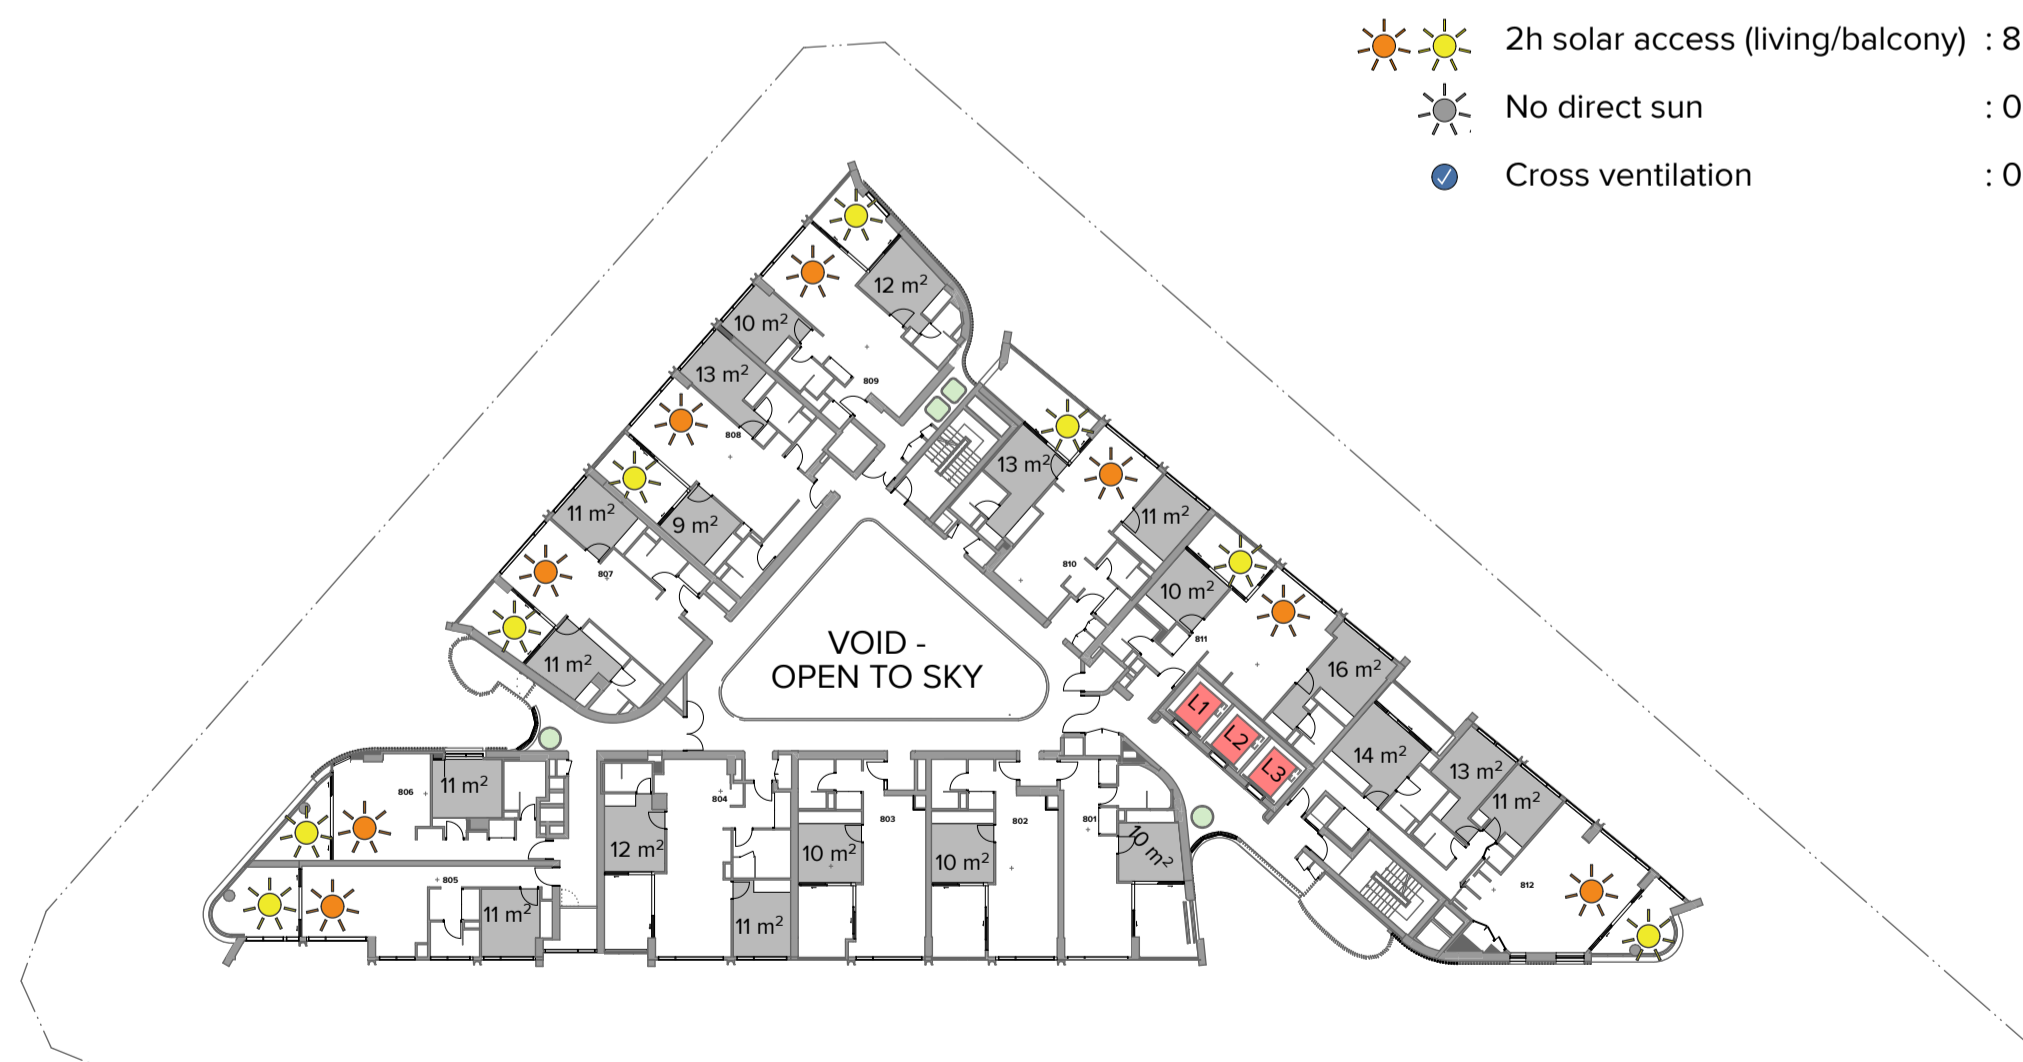 2h solar access (living/balcony) : 8
No direct sun : 0
Cross ventilation : 0
12 m²
10 m²
13 m²
809
808
13 m²
11 m²
9 m²
11 m²
807
810
10 m²
811
11 m²
VOID -
OPEN TO SKY
16 m²
L1
L2
L3
14 m²
13 m²
11 m²
806
11 m²
804
803
802
801
12 m²
10 m²
10 m²
10 m²
805
11 m²
11 m²
812